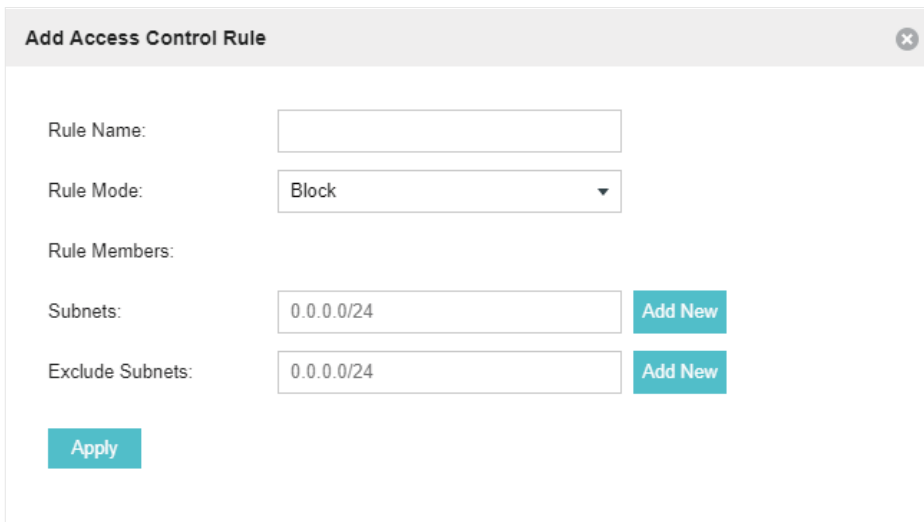 Add Access Control Rule
Rule Name:
Rule Mode: Block
Rule Members:
Subnets: 0.0.0.0/24 Add New
Exclude Subnets: 0.0.0.0/24 Add New
Apply